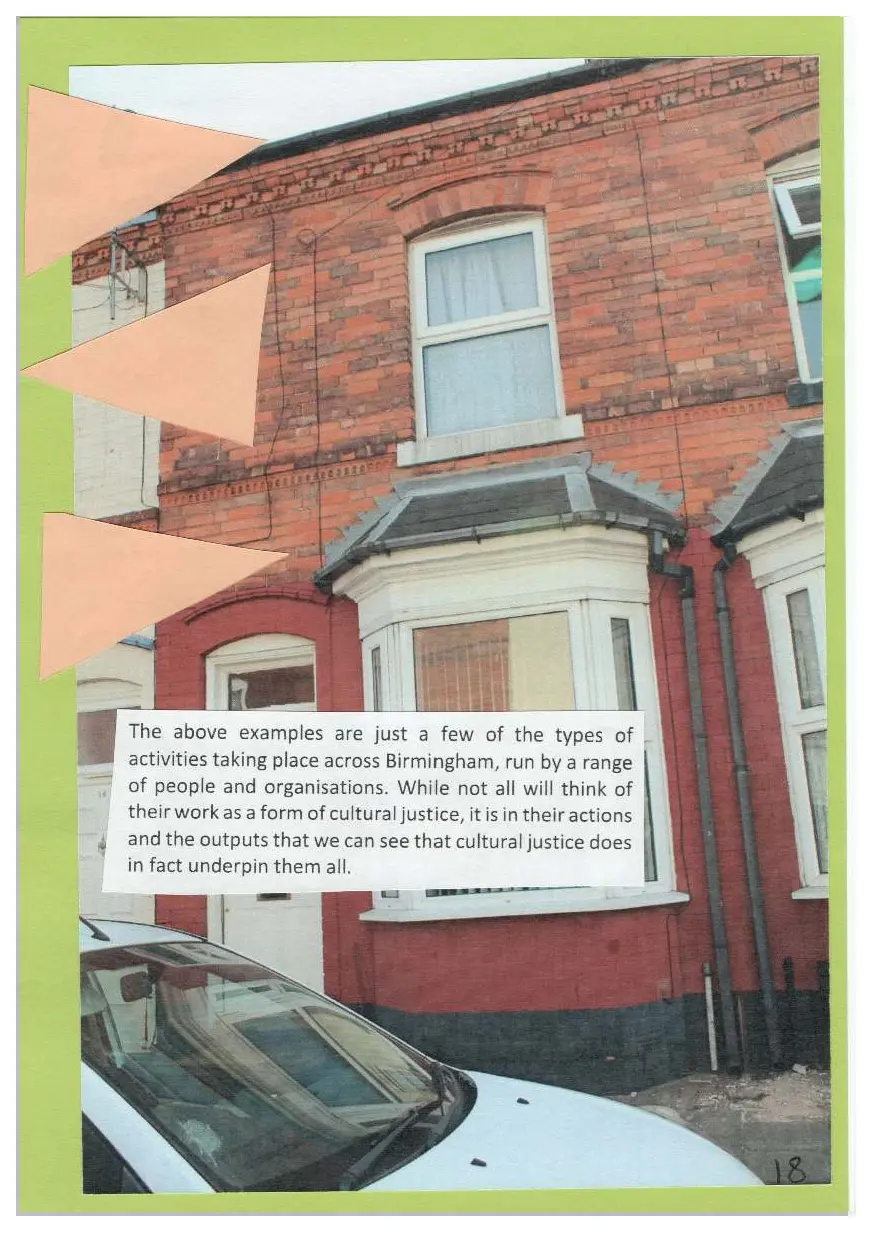 The above examples are just a few of the types of
activities taking place across Birmingham, run by a range
of people and organisations. While not all will think of
their work as a form of cultural justice, it is in their actions
and the outputs that we can see that cultural justice does
in fact underpin them all.
18